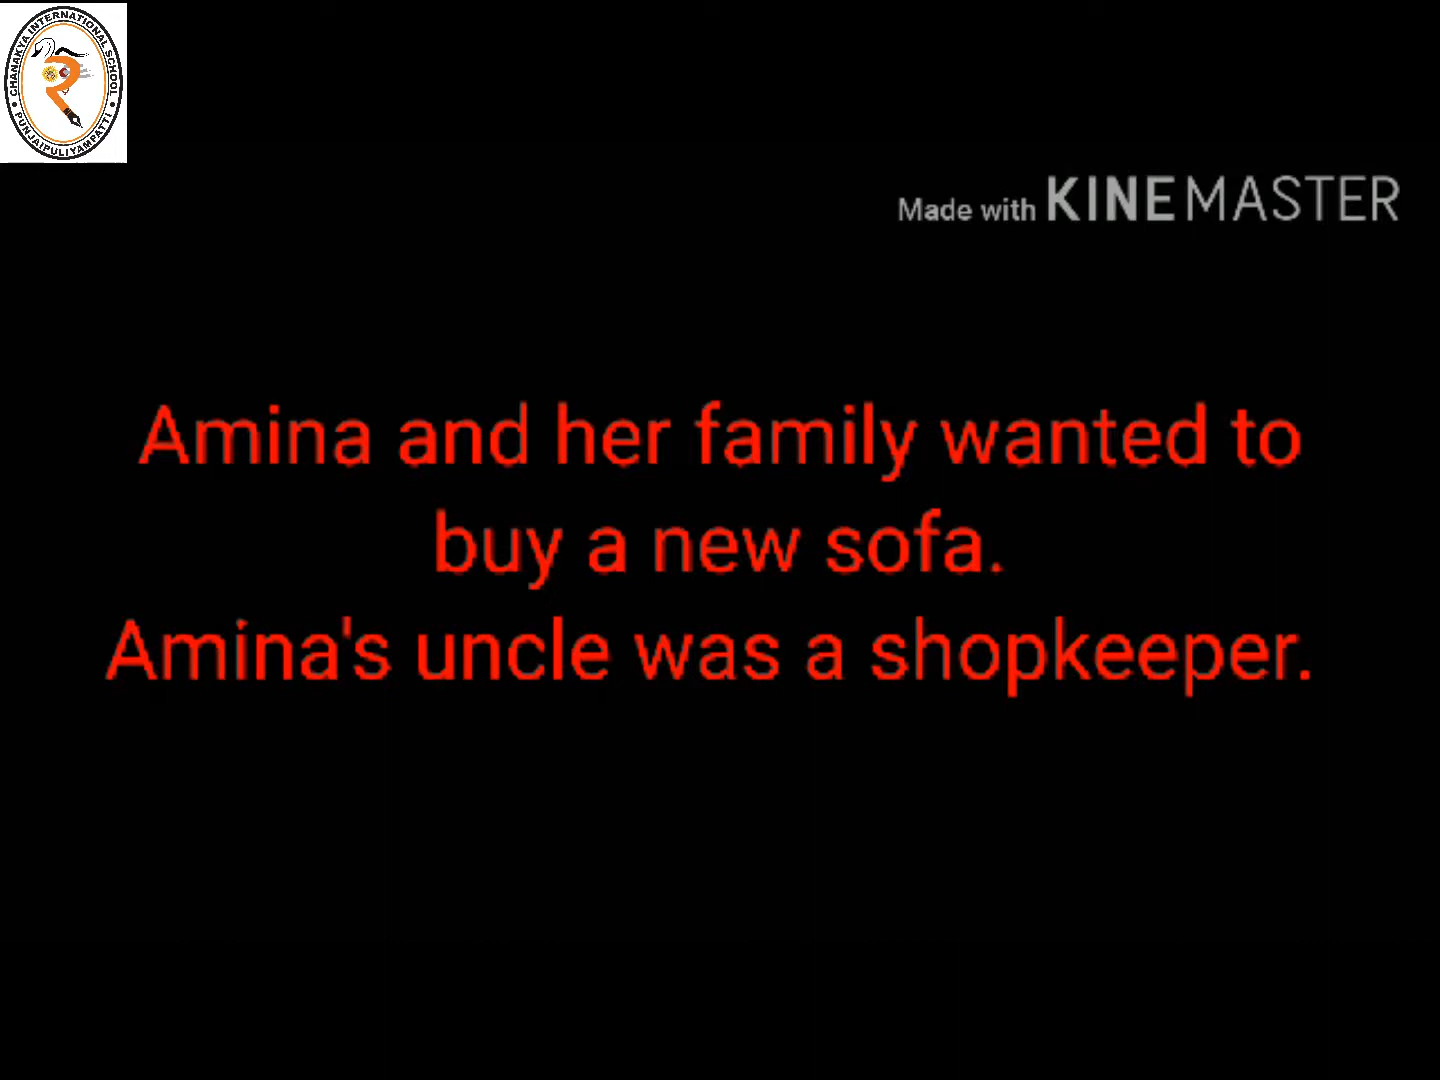 CHANAKYA INTERNATIONAL SCHOOL
PUNJAIPULIYAMPATTI
Made with KINEMASTER
Amina and her family wanted to
buy a new sofa.
Amina's uncle was a shopkeeper.